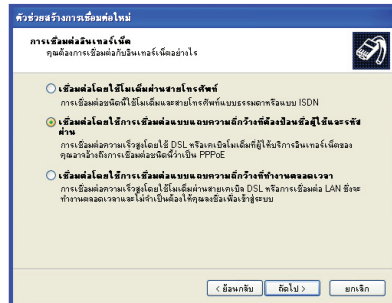 ตัวช่วยสร้างการเชื่อมต่อใหม่
การเชื่อมต่ออินเทอร์เน็ต
คุณต้องการเชื่อมต่อกับอินเทอร์เน็ตอย่างไร
เชื่อมต่อโดยใช้โมเด็มผ่านสายโทรศัพท์
การเชื่อมต่อชนิดนี้ใช้โมเด็มและสายโทรศัพท์แบบธรรมดาหรือแบบ ISDN
เชื่อมต่อโดยใช้การเชื่อมต่อแบบแถบความถี่กว้างที่ต้องป้อนชื่อผู้ใช้และรหัส
ผ่าน
การเชื่อมต่อความเร็วสูงโดยใช้ DSL หรือเคเบิลโมเด็มที่ผู้ให้บริการอินเทอร์เน็ตของ
คุณอาจอ้างถึงการเชื่อมต่อชนิดนี้ว่าเป็น PPPoE
เชื่อมต่อโดยใช้การเชื่อมต่อแบบแถบความถี่กว้างที่ทำงานตลอดเวลา
การเชื่อมต่อความเร็วสูงโดยใช้โมเด็มผ่านสายเคเบิล DSL หรือการเชื่อมต่อ LAN ซึ่งจะ
ทำงานตลอดเวลาและไม่จำเป็นต้องให้คุณลงชื่อเพื่อเข้าสู่ระบบ
< ย้อนกลับ
ถัดไป >
ยกเลิก